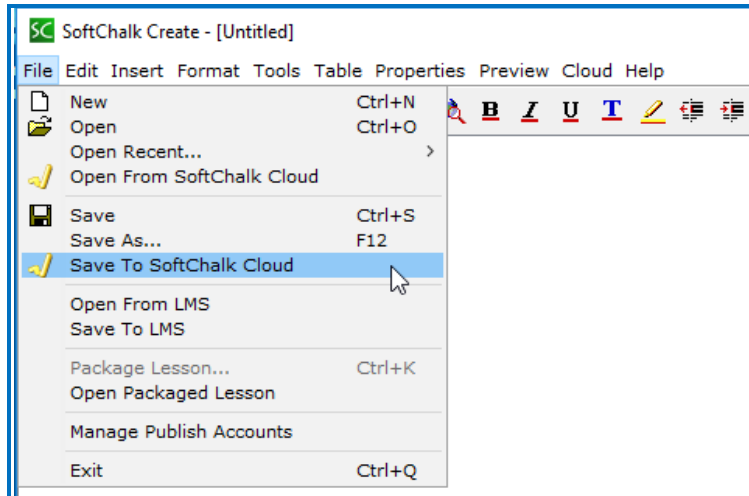 SC SoftChalk Create - [Untitled]
File Edit Insert Format Tools Table Properties Preview Cloud Help
New Ctrl+N
Open Ctrl+O
Open Recent... >
Open From SoftChalk Cloud
Save Ctrl+S
Save As... F12
Save To SoftChalk Cloud
Open From LMS
Save To LMS
Package Lesson... Ctrl+K
Open Packaged Lesson
Manage Publish Accounts
Exit Ctrl+Q
B I U T